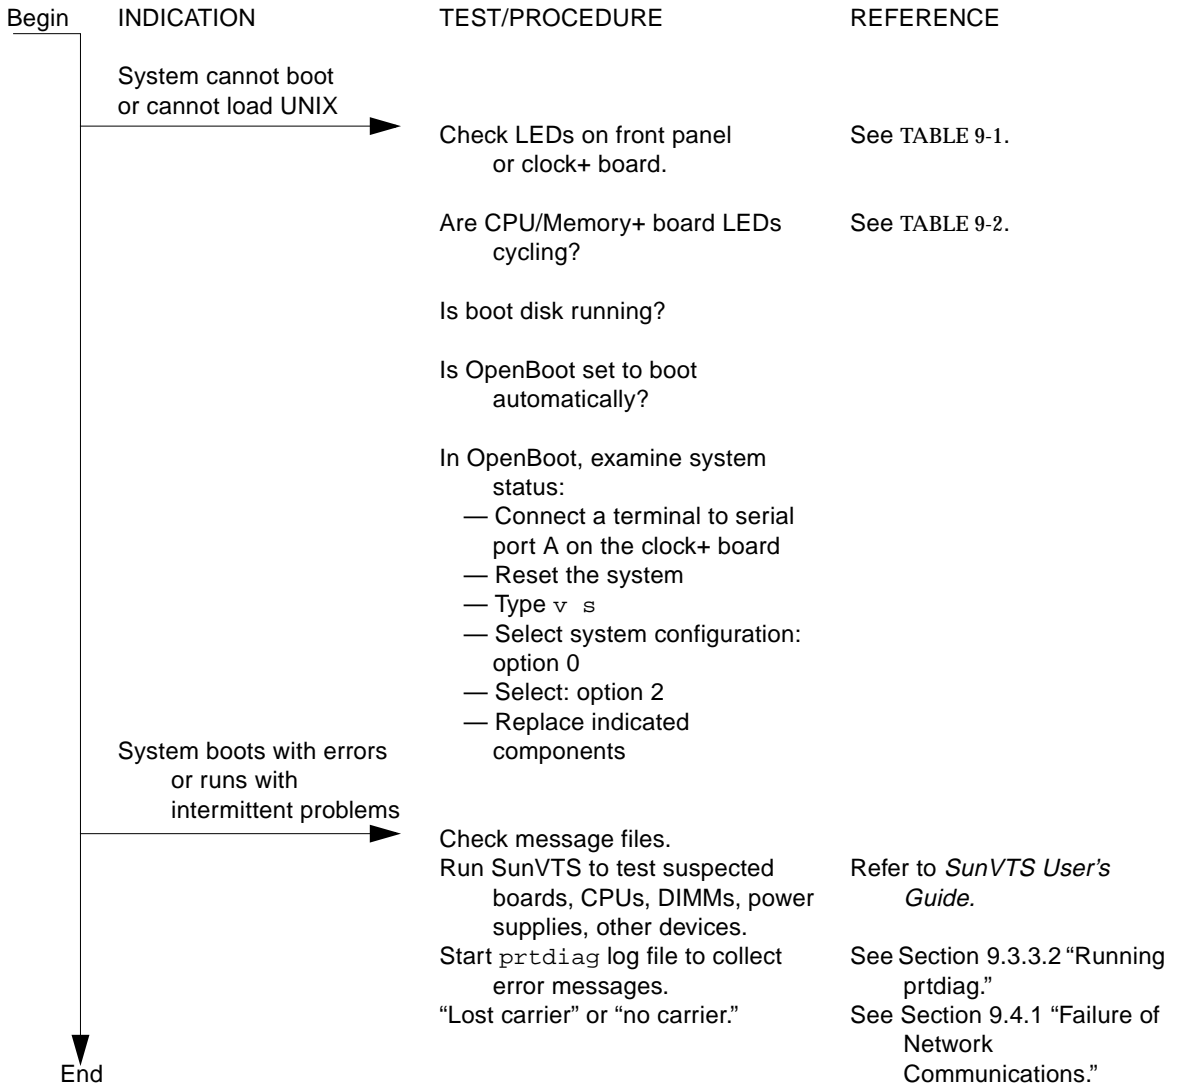 Begin INDICATION TEST/PROCEDURE REFERENCE
System cannot boot
or cannot load UNIX
Check LEDs on front panel See TABLE 9-1.
or clock+ board.
Are CPU/Memory+ board LEDs See TABLE 9-2.
cycling?
Is boot disk running?
Is OpenBoot set to boot
automatically?
In OpenBoot, examine system
status:
— Connect a terminal to serial
port A on the clock+ board
— Reset the system
— Type v s
— Select system configuration:
option 0
— Select: option 2
— Replace indicated
components
System boots with errors
or runs with
intermittent problems
Check message files.
Run SunVTS to test suspected Refer to SunVTS User's
boards, CPUs, DIMMs, power Guide.
supplies, other devices.
Start prtdiag log file to collect See Section 9.3.3.2 “Running
error messages. prtdiag.”
“Lost carrier” or “no carrier.” See Section 9.4.1 “Failure of
Network
End Communications.”